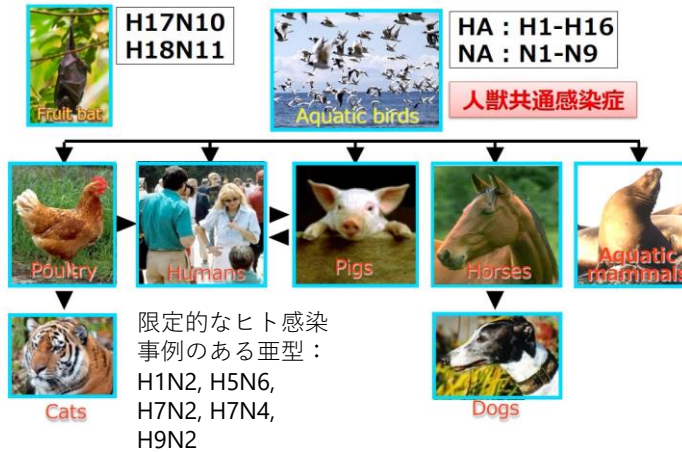 H17N10
H18N11
Fruit bat
Aquatic birds
HA：H1-H16
NA：N1-N9
人獣共通感染症
Poultry
Humans
Pigs
Horses
Aquatic
mammals
Cats
限定的なヒト感染
事例のある亜型：
H1N2, H5N6,
H7N2, H7N4,
H9N2
Dogs